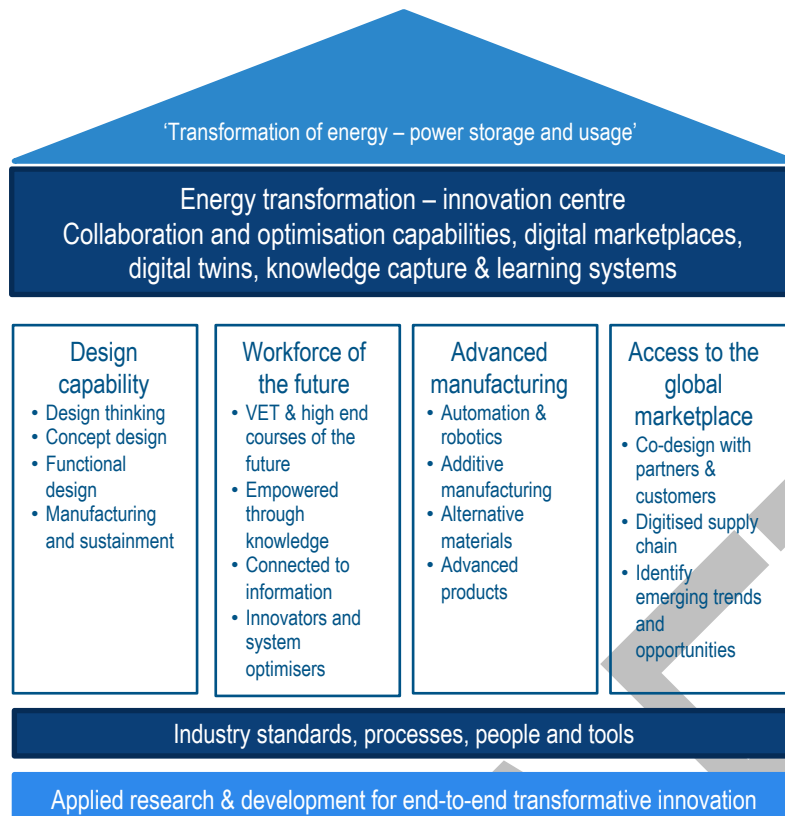 ‘Transformation of energy – power storage and usage’
Energy transformation – innovation centre
Collaboration and optimisation capabilities, digital marketplaces,
digital twins, knowledge capture & learning systems
Design
capability
• Design thinking
• Concept design
• Functional
design
• Manufacturing
and sustainment
Workforce of
the future
• VET & high end
courses of the
future
• Empowered
through
knowledge
• Connected to
information
• Innovators and
system
optimisers
Advanced
manufacturing
• Automation &
robotics
• Additive
manufacturing
• Alternative
materials
• Advanced
products
Access to the
global
marketplace
• Co-design with
partners &
customers
• Digitised supply
chain
• Identify
emerging trends
and
opportunities
Industry standards, processes, people and tools
Applied research & development for end-to-end transformative innovation